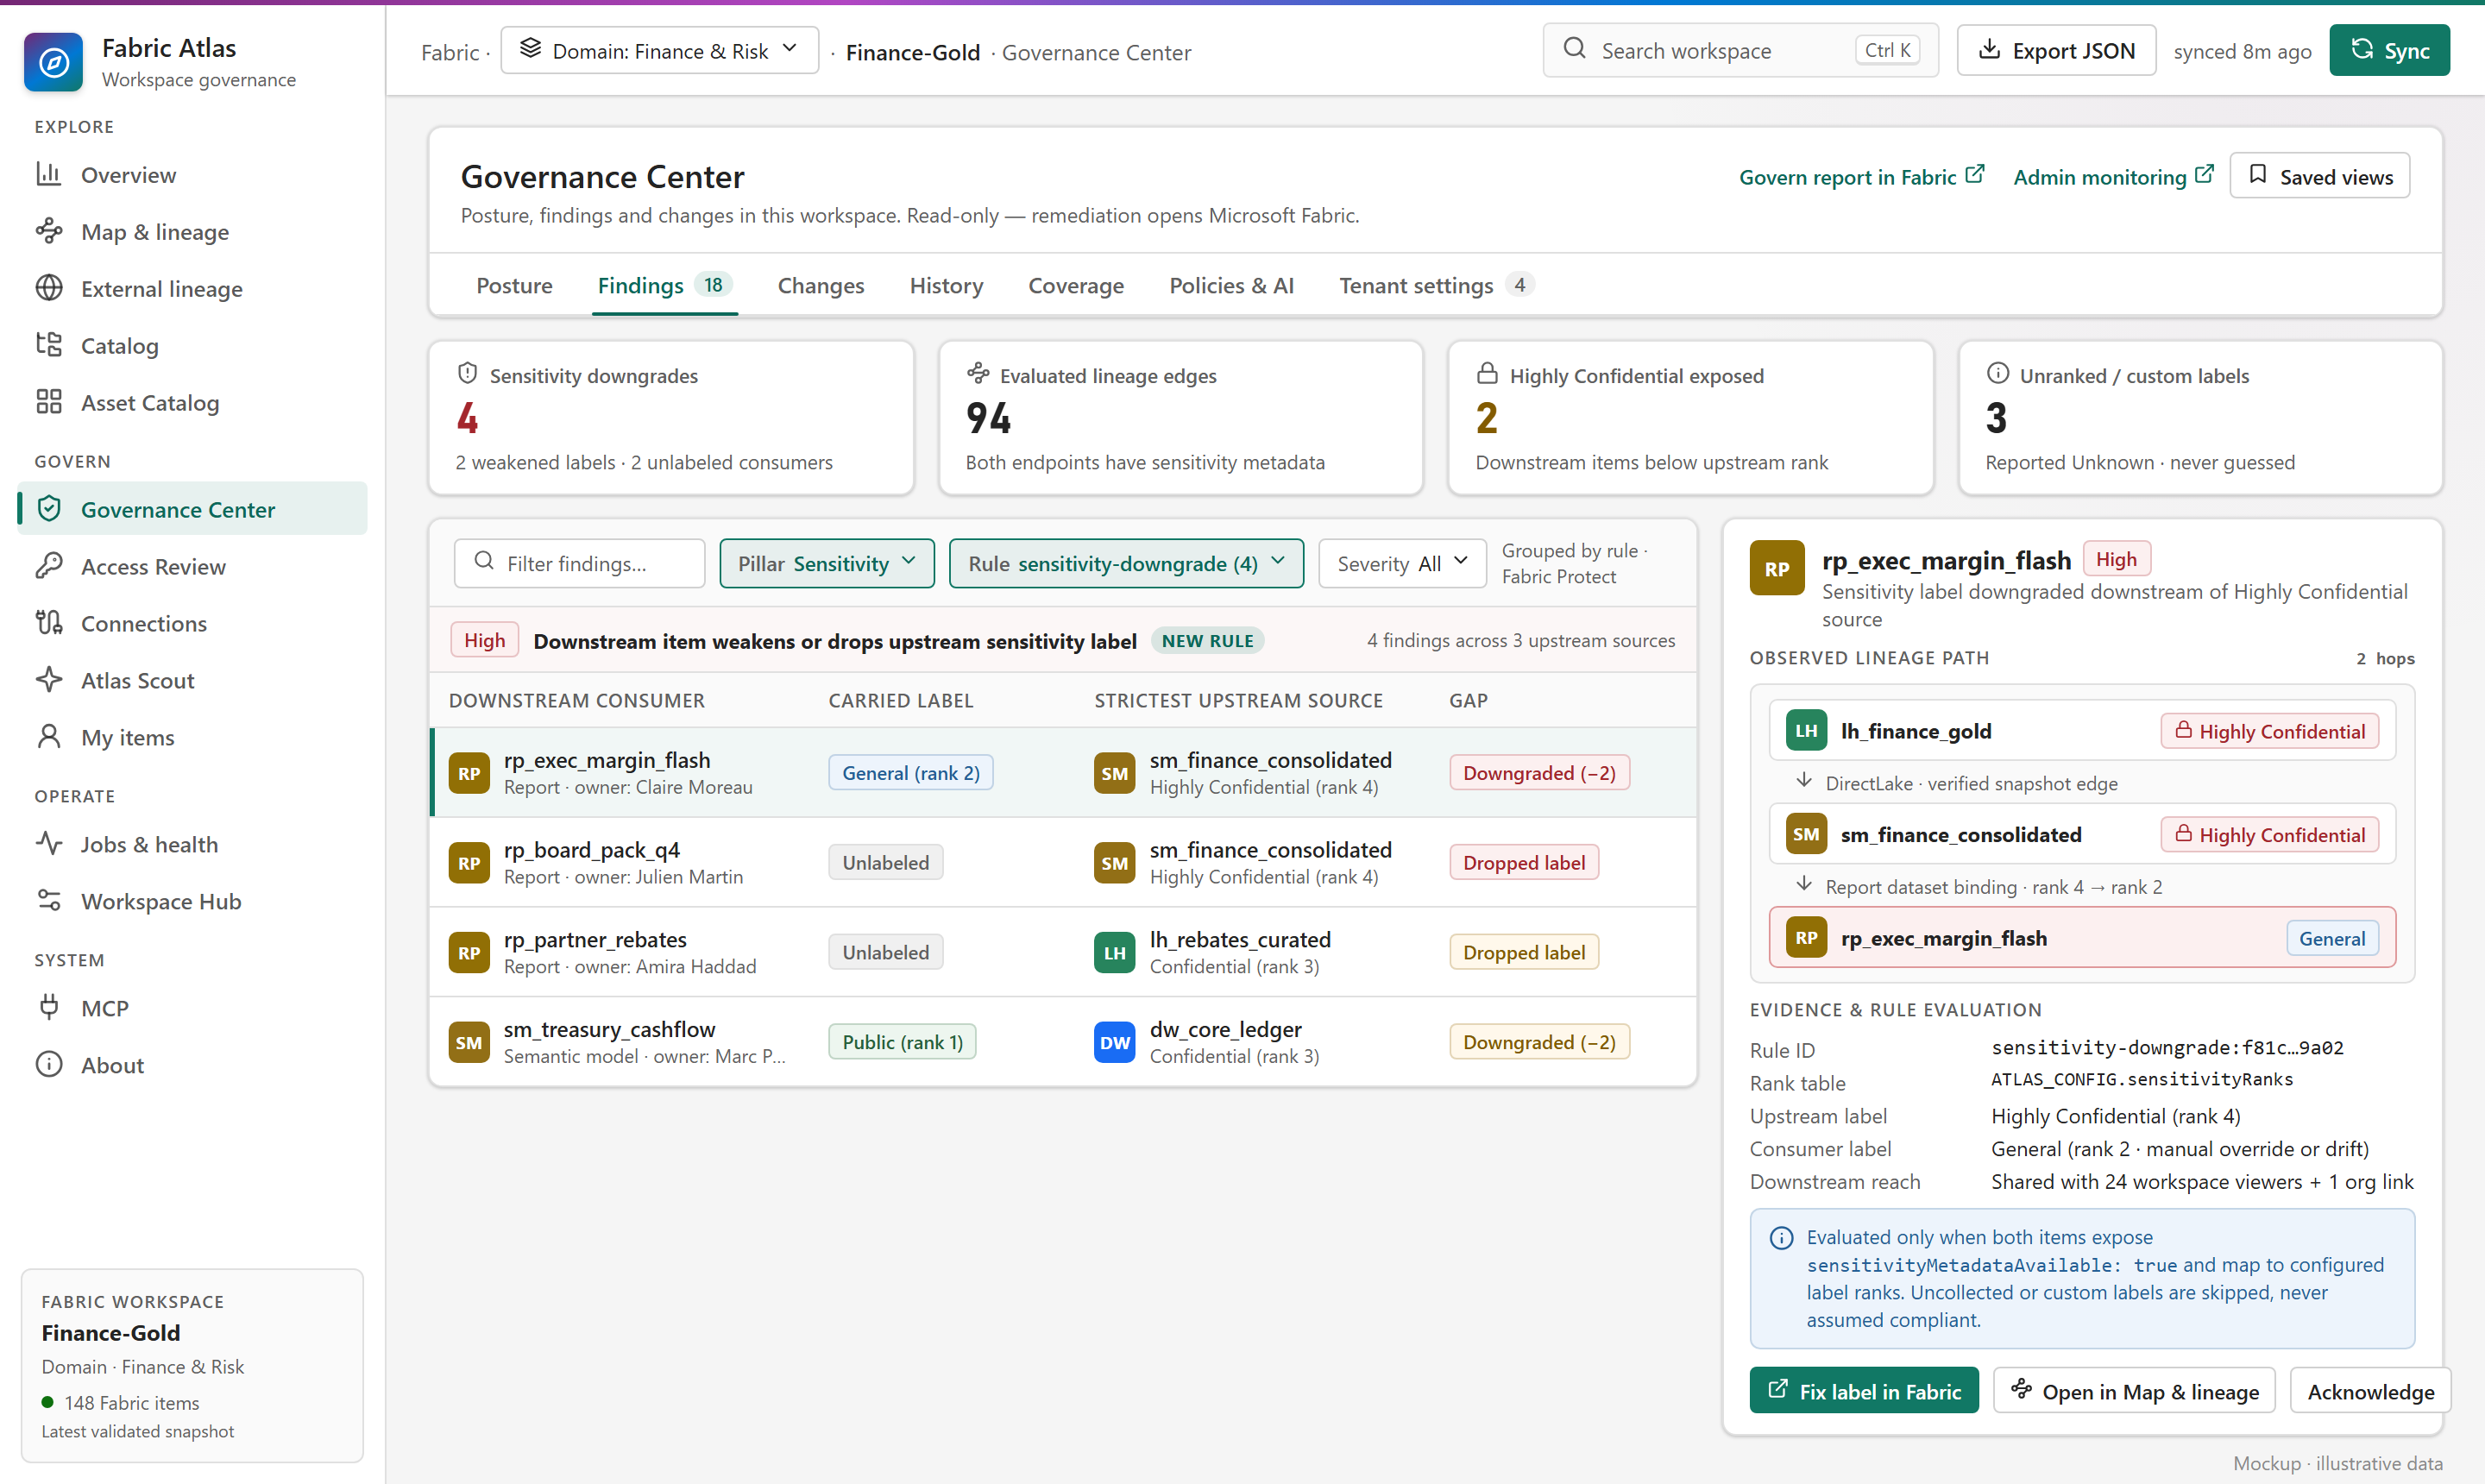 Fabric Atlas
Workspace governance
EXPLORE
Overview
Map & lineage
External lineage
Catalog
Asset Catalog
GOVERN
Governance Center
Access Review
Connections
Atlas Scout
My items
OPERATE
Jobs & health
Workspace Hub
SYSTEM
MCP
About
FABRIC WORKSPACE
Finance-Gold
Domain · Finance & Risk
148 Fabric items
Latest validated snapshot
Fabric · Domain: Finance & Risk · Finance-Gold · Governance Center
Search workspace Ctrl K
Export JSON
synced 8m ago
Sync
Governance Center
Posture, findings and changes in this workspace. Read-only — remediation opens Microsoft Fabric.
Govern report in Fabric
Admin monitoring
Saved views
Posture Findings 18 Changes History Coverage Policies & AI Tenant settings 4
Sensitivity downgrades
4
2 weakened labels · 2 unlabeled consumers
Evaluated lineage edges
94
Both endpoints have sensitivity metadata
Highly Confidential exposed
2
Downstream items below upstream rank
Unranked / custom labels
3
Reported Unknown · never guessed
Filter findings...
Pillar Sensitivity
Rule sensitivity-downgrade (4)
Severity All
Grouped by rule ·
Fabric Protect
High Downstream item weakens or drops upstream sensitivity label NEW RULE 4 findings across 3 upstream sources
DOWNSTREAM CONSUMER CARRIED LABEL STRICTEST UPSTREAM SOURCE GAP
RP rp_exec_margin_flash General (rank 2) SM sm_finance_consolidated Downgraded (−2)
Report · owner: Claire Moreau Highly Confidential (rank 4)
RP rp_board_pack_q4 Unlabeled SM sm_finance_consolidated Dropped label
Report · owner: Julien Martin Highly Confidential (rank 4)
RP rp_partner_rebates Unlabeled LH lh_rebates_curated Dropped label
Report · owner: Amira Haddad Confidential (rank 3)
SM sm_treasury_cashflow Public (rank 1) DW dw_core_ledger Downgraded (−2)
Semantic model · owner: Marc P... Confidential (rank 3)
RP rp_exec_margin_flash High
Sensitivity label downgraded downstream of Highly Confidential
source
OBSERVED LINEAGE PATH 2 hops
LH lh_finance_gold Highly Confidential
↓ DirectLake · verified snapshot edge
SM sm_finance_consolidated Highly Confidential
↓ Report dataset binding · rank 4 → rank 2
RP rp_exec_margin_flash General
EVIDENCE & RULE EVALUATION
Rule ID sensitivity-downgrade:f81c…9a02
Rank table ATLAS_CONFIG.sensitivityRanks
Upstream label Highly Confidential (rank 4)
Consumer label General (rank 2 · manual override or drift)
Downstream reach Shared with 24 workspace viewers + 1 org link
Evaluated only when both items expose
sensitivityMetadataAvailable: true and map to configured
label ranks. Uncollected or custom labels are skipped, never
assumed compliant.
Fix label in Fabric
Open in Map & lineage
Acknowledge
Mockup · illustrative data